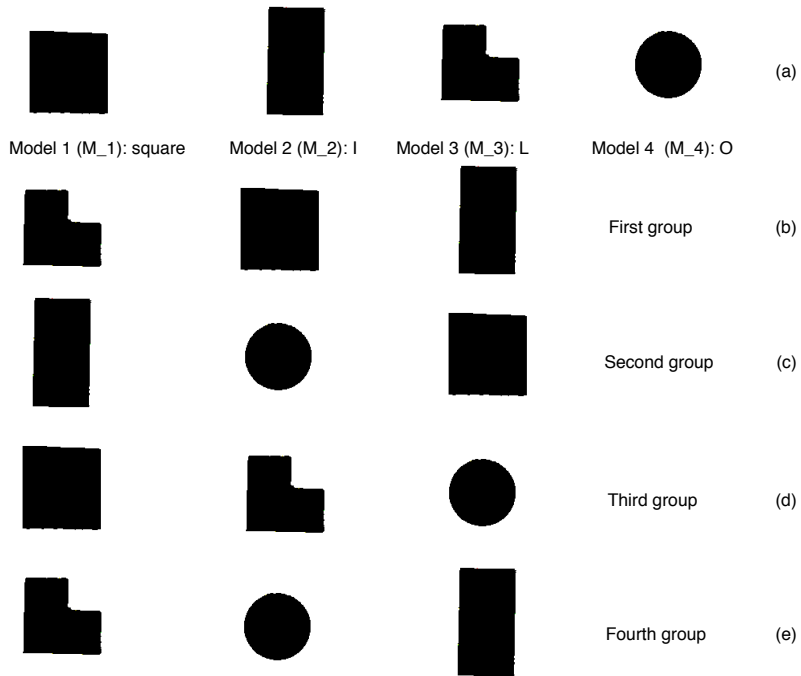 (a)
Model 1 (M_1): square Model 2 (M_2): I Model 3 (M_3): L Model 4 (M_4): O
First group (b)
Second group (c)
Third group (d)
Fourth group (e)